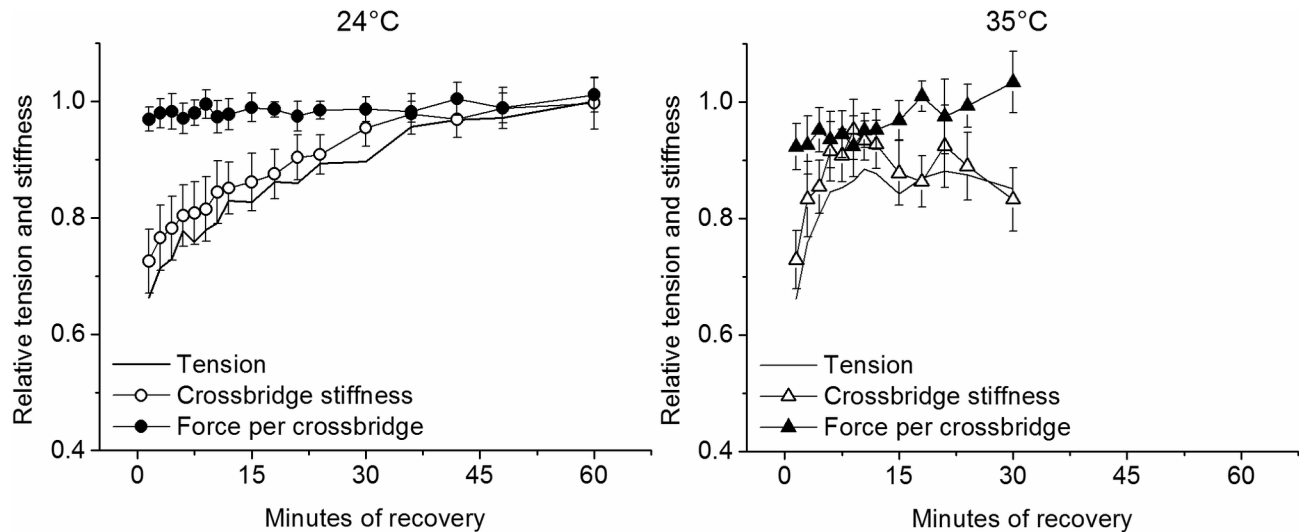 24°C
Relative tension and stiffness
1.0
0.8
0.6
0.4
Tension
Crossbridge stiffness
Force per crossbridge
0
15
30
45
60
Minutes of recovery
35°C
Relative tension and stiffness
1.0
0.8
0.6
0.4
Tension
Crossbridge stiffness
Force per crossbridge
0
15
30
45
60
Minutes of recovery